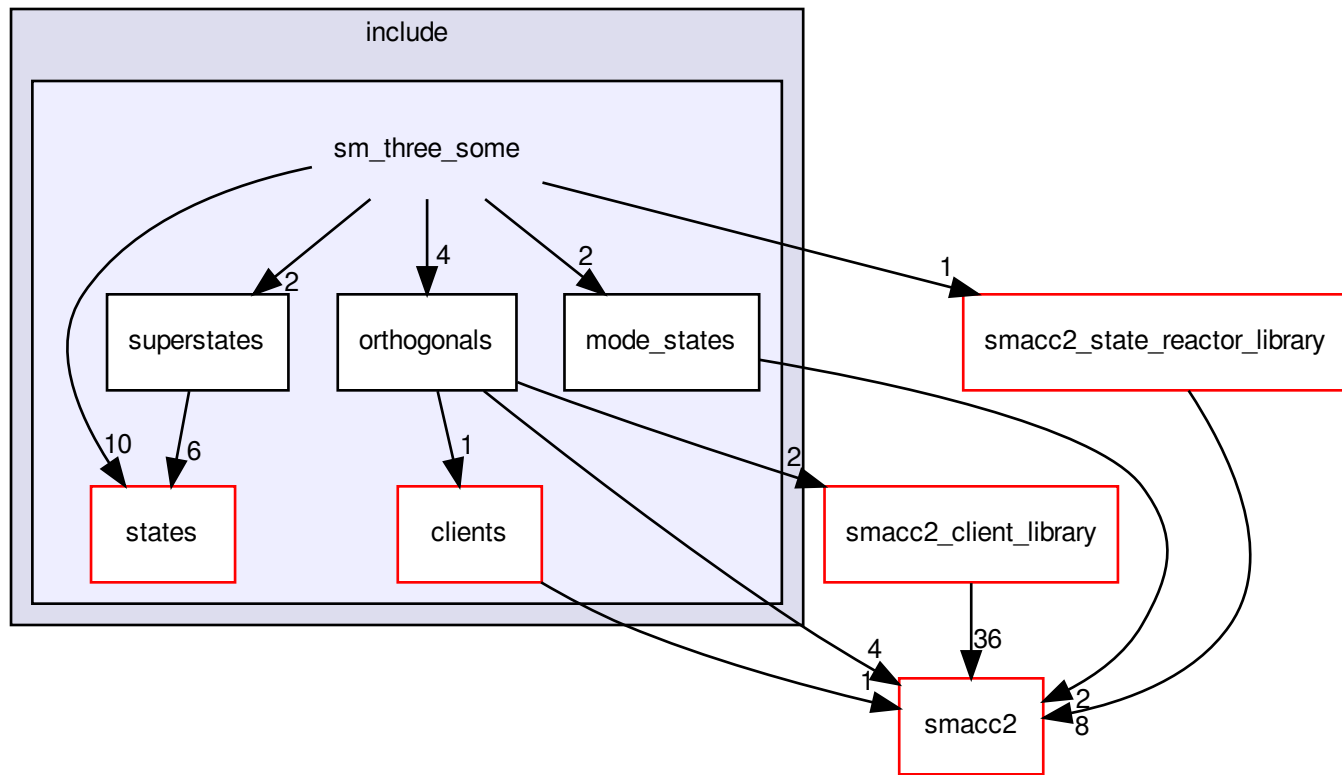 include
sm_three_some
2
4
2
1
superstates
orthogonals
mode_states
smacc2_state_reactor_library
10
6
1
2
states
clients
smacc2_client_library
36
4
1
2
8
smacc2